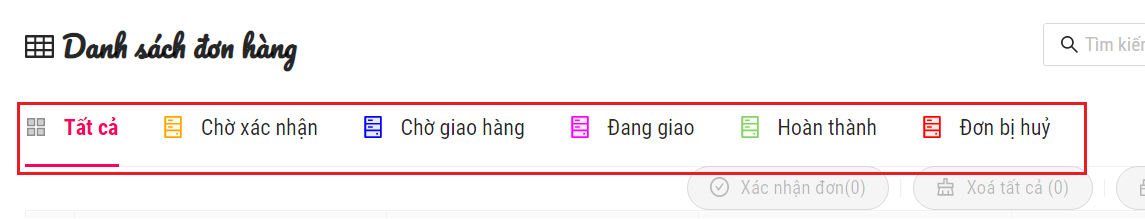 Danh sách đơn hàng
Tìm kiế
Tất cả Chờ xác nhận Chờ giao hàng Đang giao Hoàn thành Đơn bị huỷ
Xác nhận đơn(0) Xoá tất cả (0)